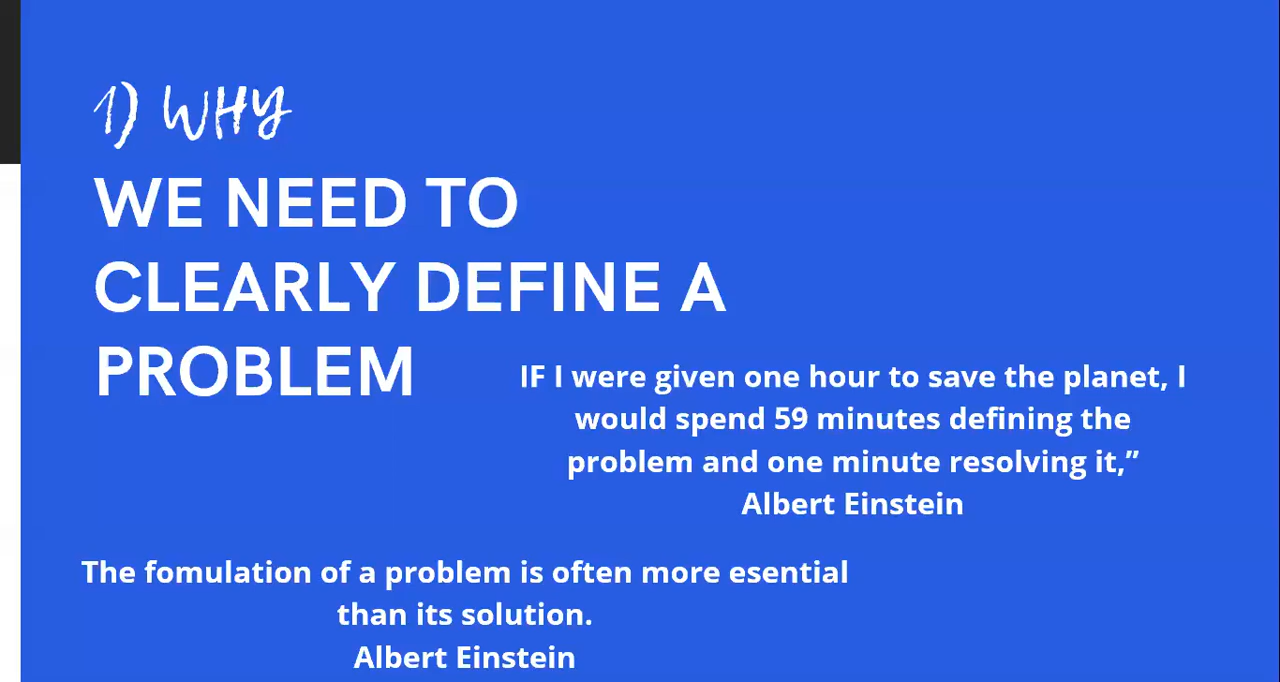 1) WHY
WE NEED TO
CLEARLY DEFINE A
PROBLEM
IF I were given one hour to save the planet, I
would spend 59 minutes defining the
problem and one minute resolving it,”
Albert Einstein
The fomulation of a problem is often more esential
than its solution.
Albert Einstein